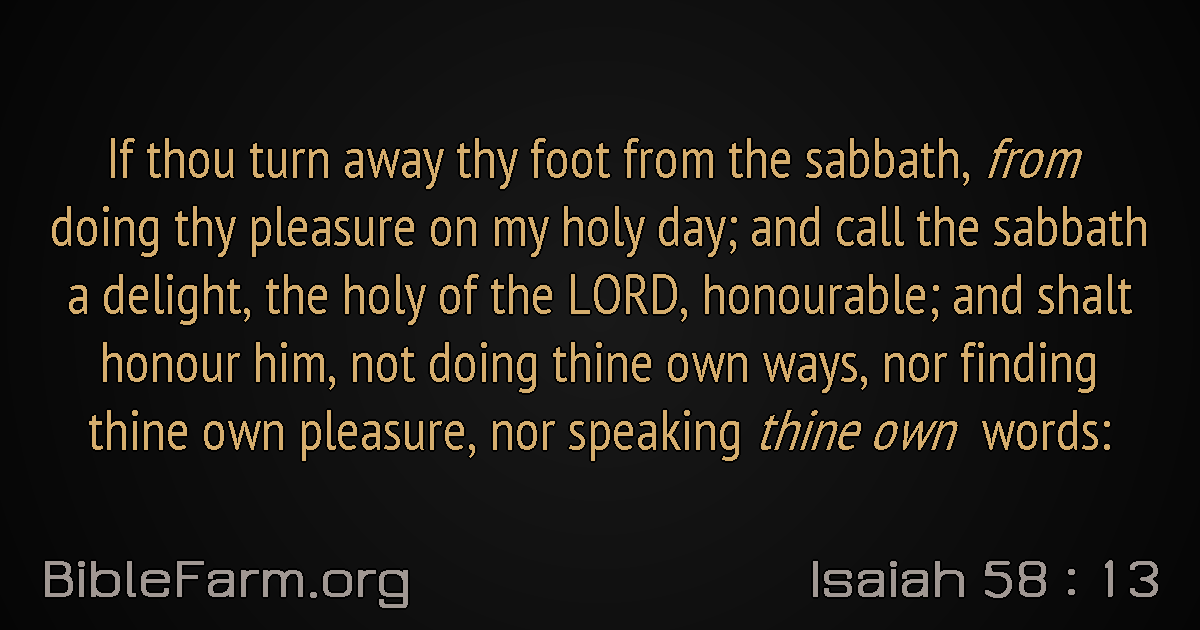 If thou turn away thy foot from the sabbath, from
doing thy pleasure on my holy day; and call the sabbath
a delight, the holy of the LORD, honourable; and shalt
honour him, not doing thine own ways, nor finding
thine own pleasure, nor speaking thine own words:
BibleFarm.org
Isaiah 58 : 13